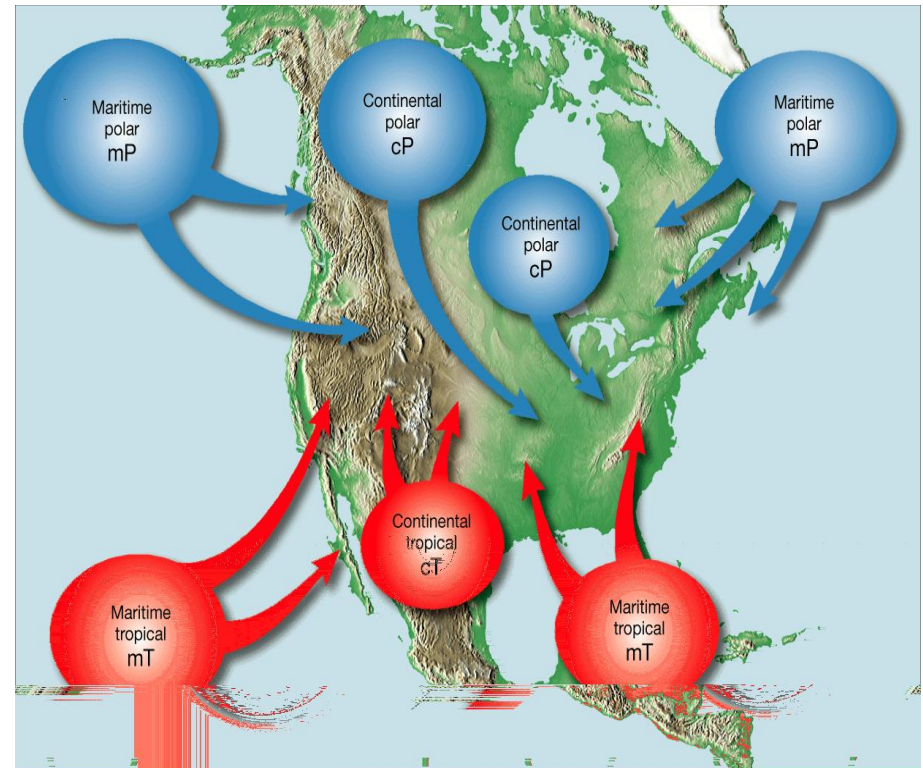 Maritime
polar
mP
Continental
polar
cP
Maritime
polar
mP
Continental
polar
cP
Continental
tropical
cT
Maritime
tropical
mT
Maritime
tropical
mT